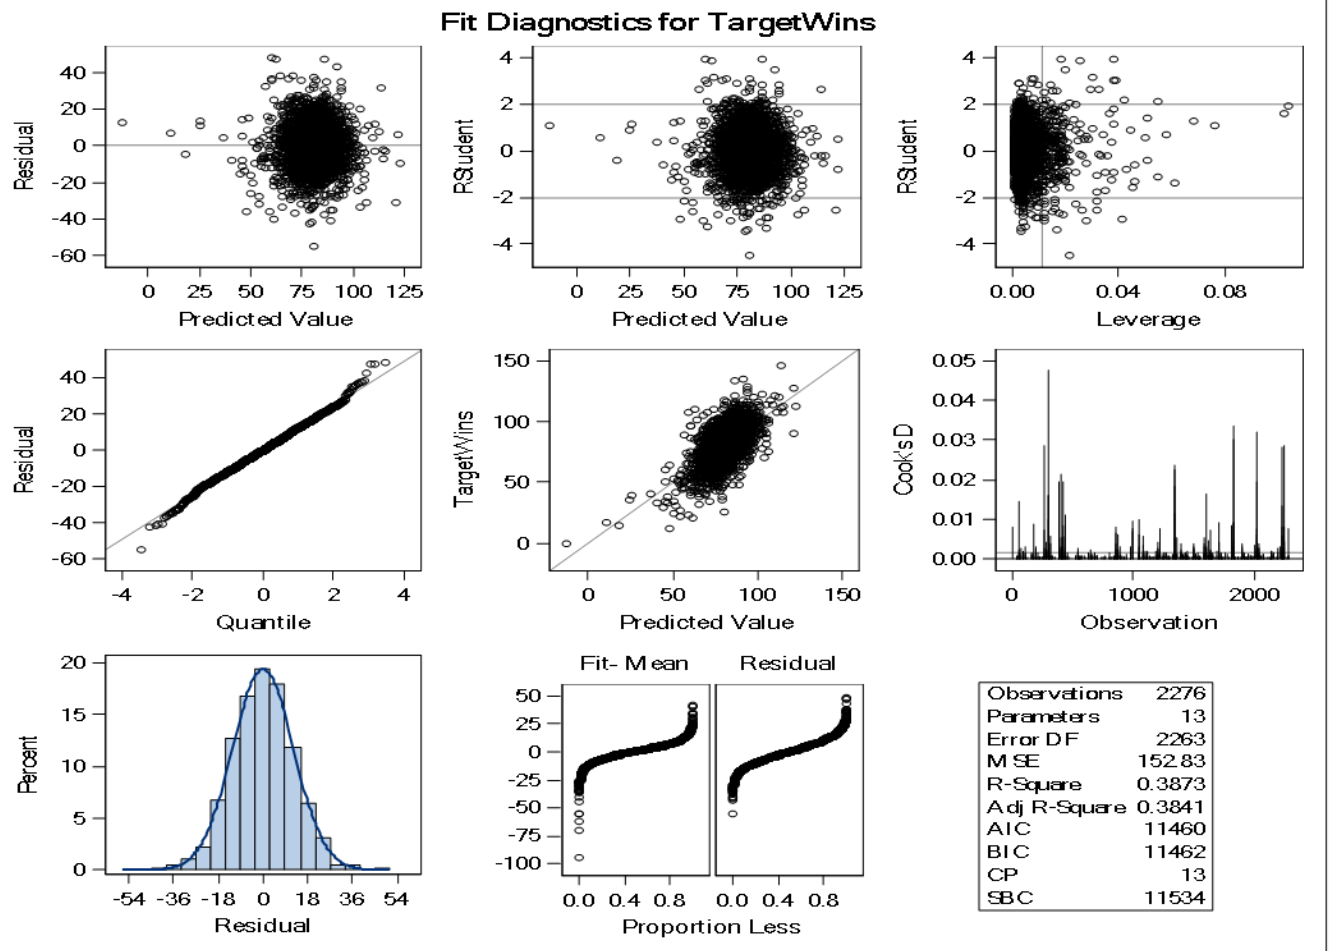 Fit Diagnostics for TargetWins
Residual
40
20
0
-20
-40
-60
0 25 50 75 100 125
Predicted Value
RStudent
4
2
0
-2
-4
0 25 50 75 100 125
Predicted Value
RStudent
4
2
0
-2
-4
0.00 0.04 0.08
Leverage
Residual
40
20
0
-20
-40
-60
-4 -2 0 2 4
Quantile
TargetWins
150
100
50
0
0 50 100 150
Predicted Value
Cook's D
0.05
0.04
0.03
0.02
0.01
0.00
0 1000 2000
Observation
Percent
20
15
10
5
0
-54 -36 -18 0 18 36 54
Residual
Fit-Mean Residual
50
25
0
-25
-50
-75
-100
0.0 0.4 0.8 0.0 0.4 0.8
Proportion Less
Observations 2276
Parameters 13
Error DF 2263
MSE 152.83
R-Square 0.3873
Adj R-Square 0.3841
AIC 11460
BIC 11462
CP 13
SBC 11534